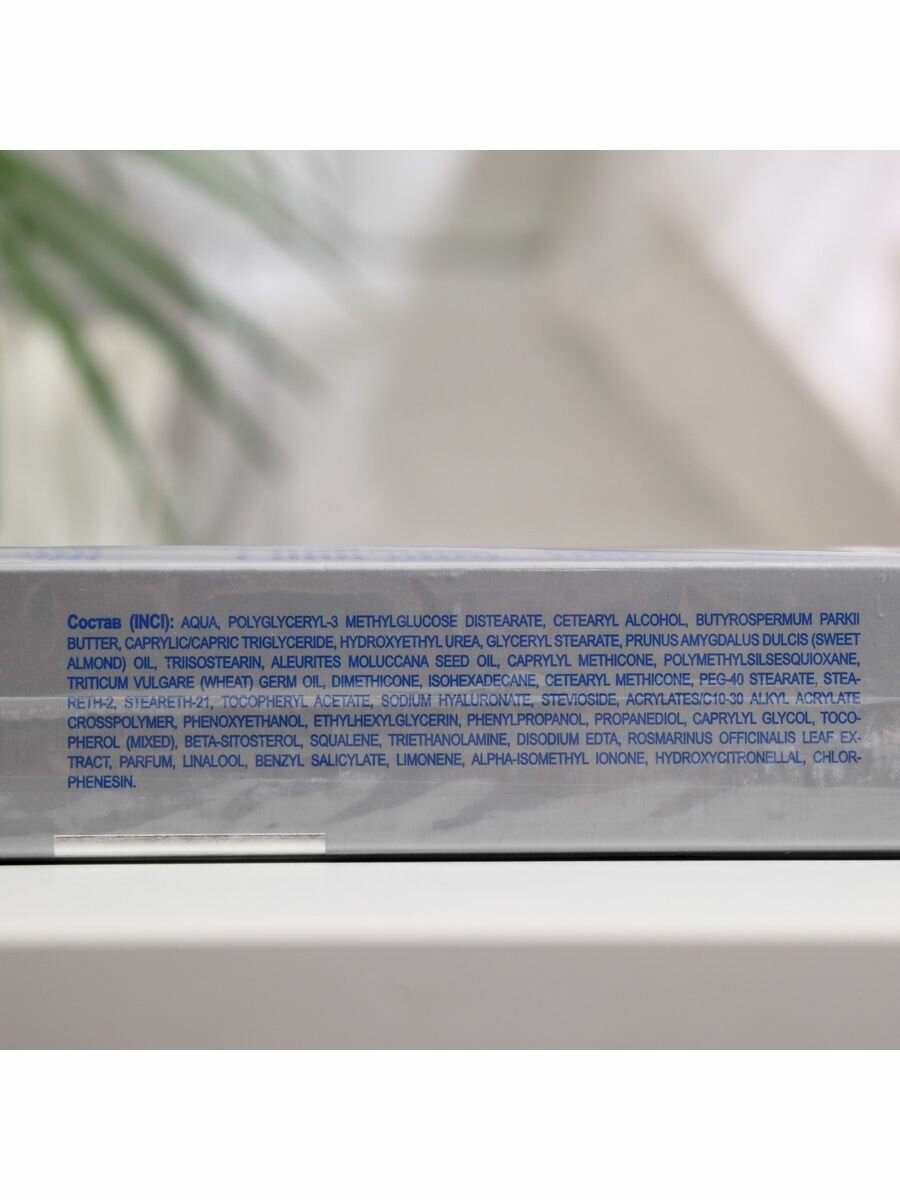 Состав (INCI): AQUA, POLYGLYCERYL-3 METHYLGLUCOSE DISTEARATE, CETEARYL ALCOHOL, BUTYROSPERMUM PARKII
BUTTER, CAPRYLIC/CAPRIC TRIGLYCERIDE, HYDROXYETHYL UREA, GLYCERYL STEARATE, PRUNUS AMYGDALUS DULCIS (SWEET
ALMOND) OIL, TRIISOSTEARIN, ALEURITES MOLUCCANA SEED OIL, CAPRYLYL METHICONE, POLYMETHYLSILSESQUIOXANE,
TRITICUM VULGARE (WHEAT) GERM OIL, DIMETHICONE, ISOHEXADECANE, CETEARYL METHICONE, PEG-40 STEARATE, STEA-
RETH-2, STEARETH-21, TOCOPHERYL ACETATE, SODIUM HYALURONATE, STEVIOSIDE, ACRYLATES/C10-30 ALKYL ACRYLATE
CROSSPOLYMER, PHENOXYETHANOL, ETHYLHEXYLGLYCERIN, PHENYLPROPANOL, PROPANEDIOL, CAPRYLYL GLYCOL, TOCO-
PHEROL (MIXED), BETA-SITOSTEROL, SQUALENE, TRIETHANOLAMINE, DISODIUM EDTA, ROSMARINUS OFFICINALIS LEAF EX-
TRACT, PARFUM, LINALOOL, BENZYL SALICYLATE, LIMONENE, ALPHA-ISOMETHYL IONONE, HYDROXYCITRONELLAL, CHLOR-
PHENESIN.